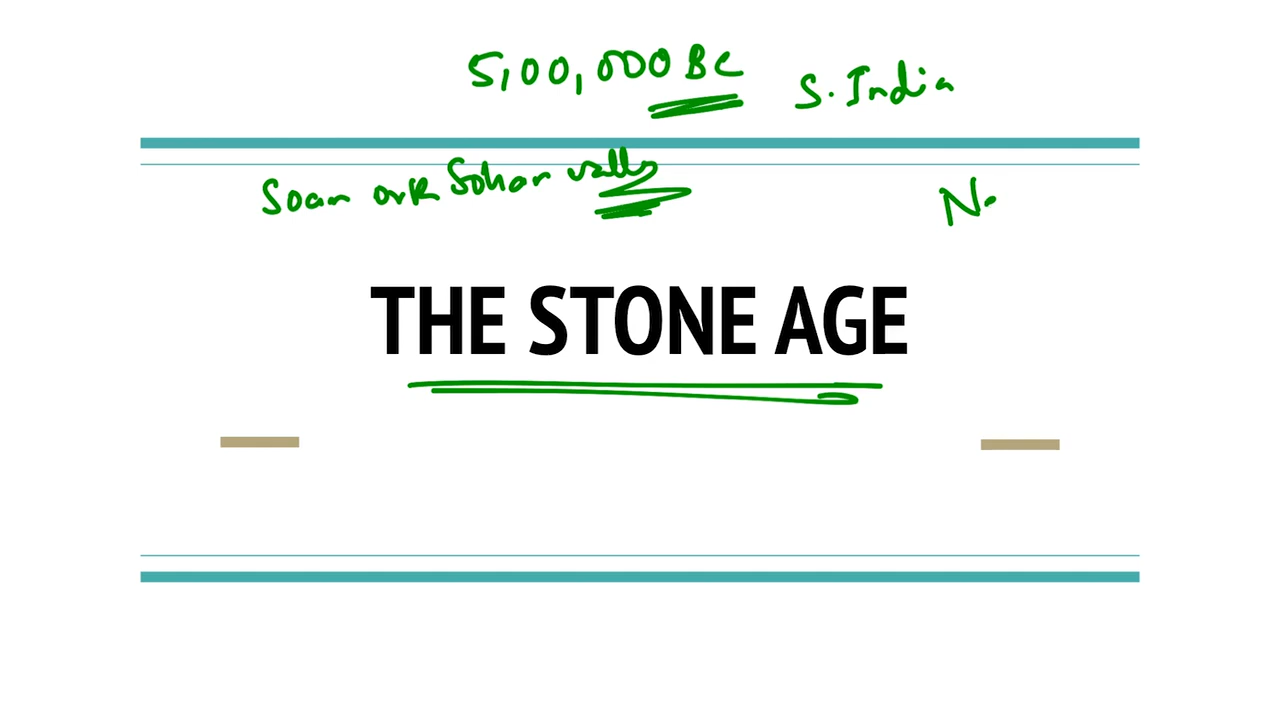 5,00,000 BC
S. India
Soan or Sohan valley
N.
THE STONE AGE